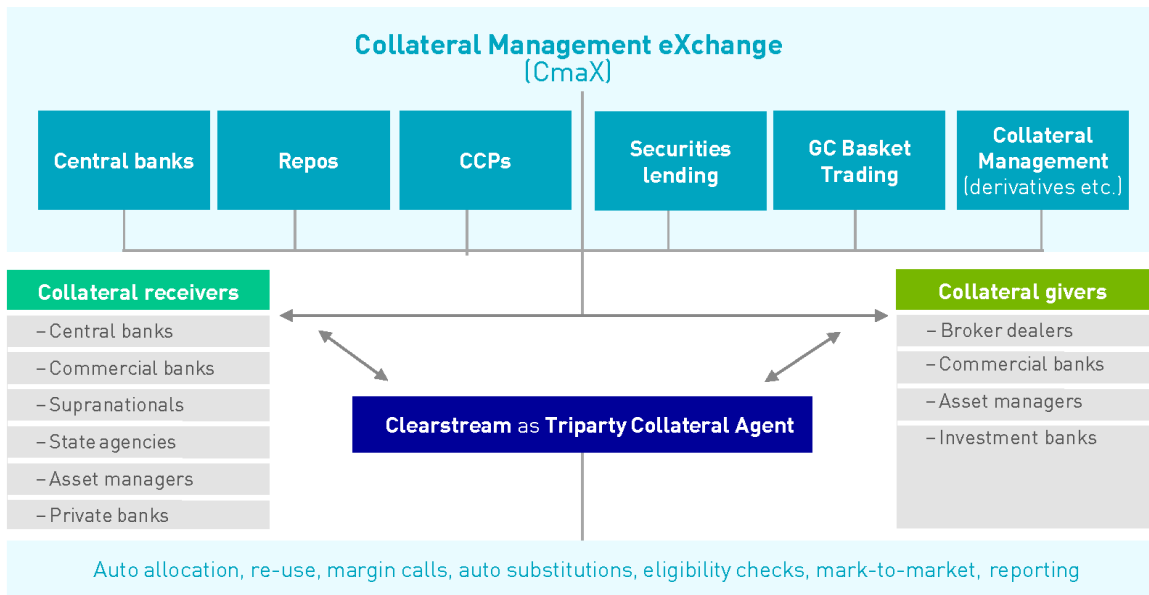 Collateral Management eXchange
(CmaX)
Central banks
Repos
CCPs
Securities
lending
GC Basket
Trading
Collateral
Management
(derivatives etc.)
Collateral receivers
– Central banks
– Commercial banks
– Supranationals
– State agencies
– Asset managers
– Private banks
Collateral givers
– Broker dealers
– Commercial banks
– Asset managers
– Investment banks
Clearstream as Triparty Collateral Agent
Auto allocation, re-use, margin calls, auto substitutions, eligibility checks, mark-to-market, reporting